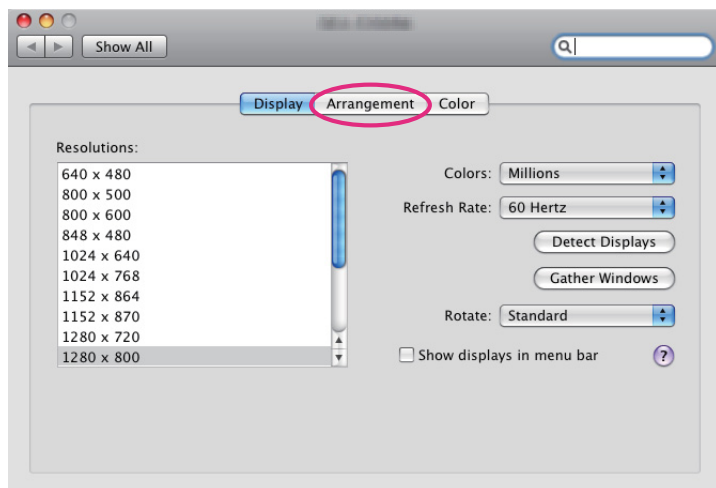 Show All
Display Arrangement Color
Resolutions:
640 x 480
800 x 500
800 x 600
848 x 480
1024 x 640
1024 x 768
1152 x 864
1152 x 870
1280 x 720
1280 x 800
Colors: Millions
Refresh Rate: 60 Hertz
Detect Displays
Gather Windows
Rotate: Standard
Show displays in menu bar ?